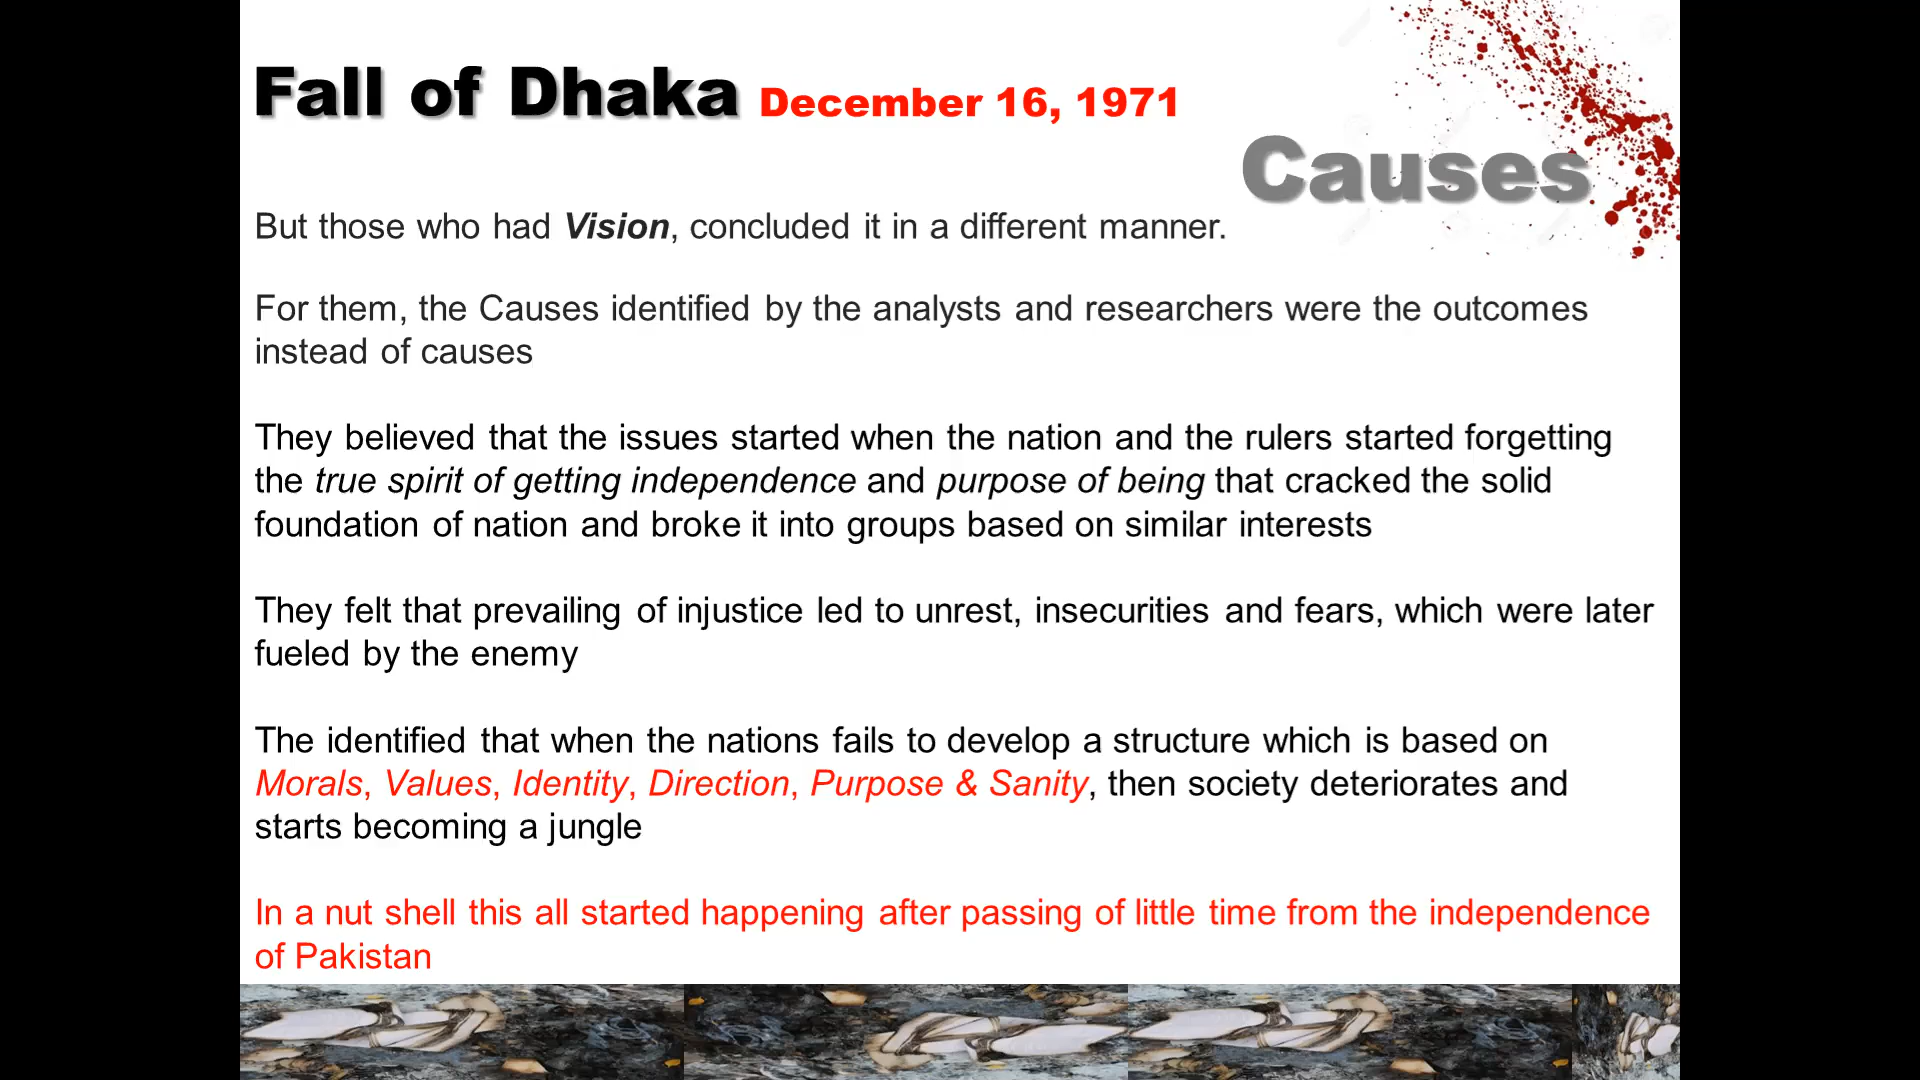 Fall of Dhaka December 16, 1971
Causes
But those who had Vision, concluded it in a different manner.
For them, the Causes identified by the analysts and researchers were the outcomes
instead of causes
They believed that the issues started when the nation and the rulers started forgetting
the true spirit of getting independence and purpose of being that cracked the solid
foundation of nation and broke it into groups based on similar interests
They felt that prevailing of injustice led to unrest, insecurities and fears, which were later
fueled by the enemy
The identified that when the nations fails to develop a structure which is based on
Morals, Values, Identity, Direction, Purpose & Sanity, then society deteriorates and
starts becoming a jungle
In a nut shell this all started happening after passing of little time from the independence
of Pakistan